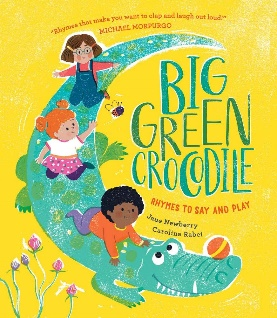 "Rhymes that make you want to clap and laugh out loud!"
MICHAEL MORPURGO
BIG
GREEN
CROCODILE
RHYMES TO SAY AND PLAY
Jane Newberry
Carolina Rabei